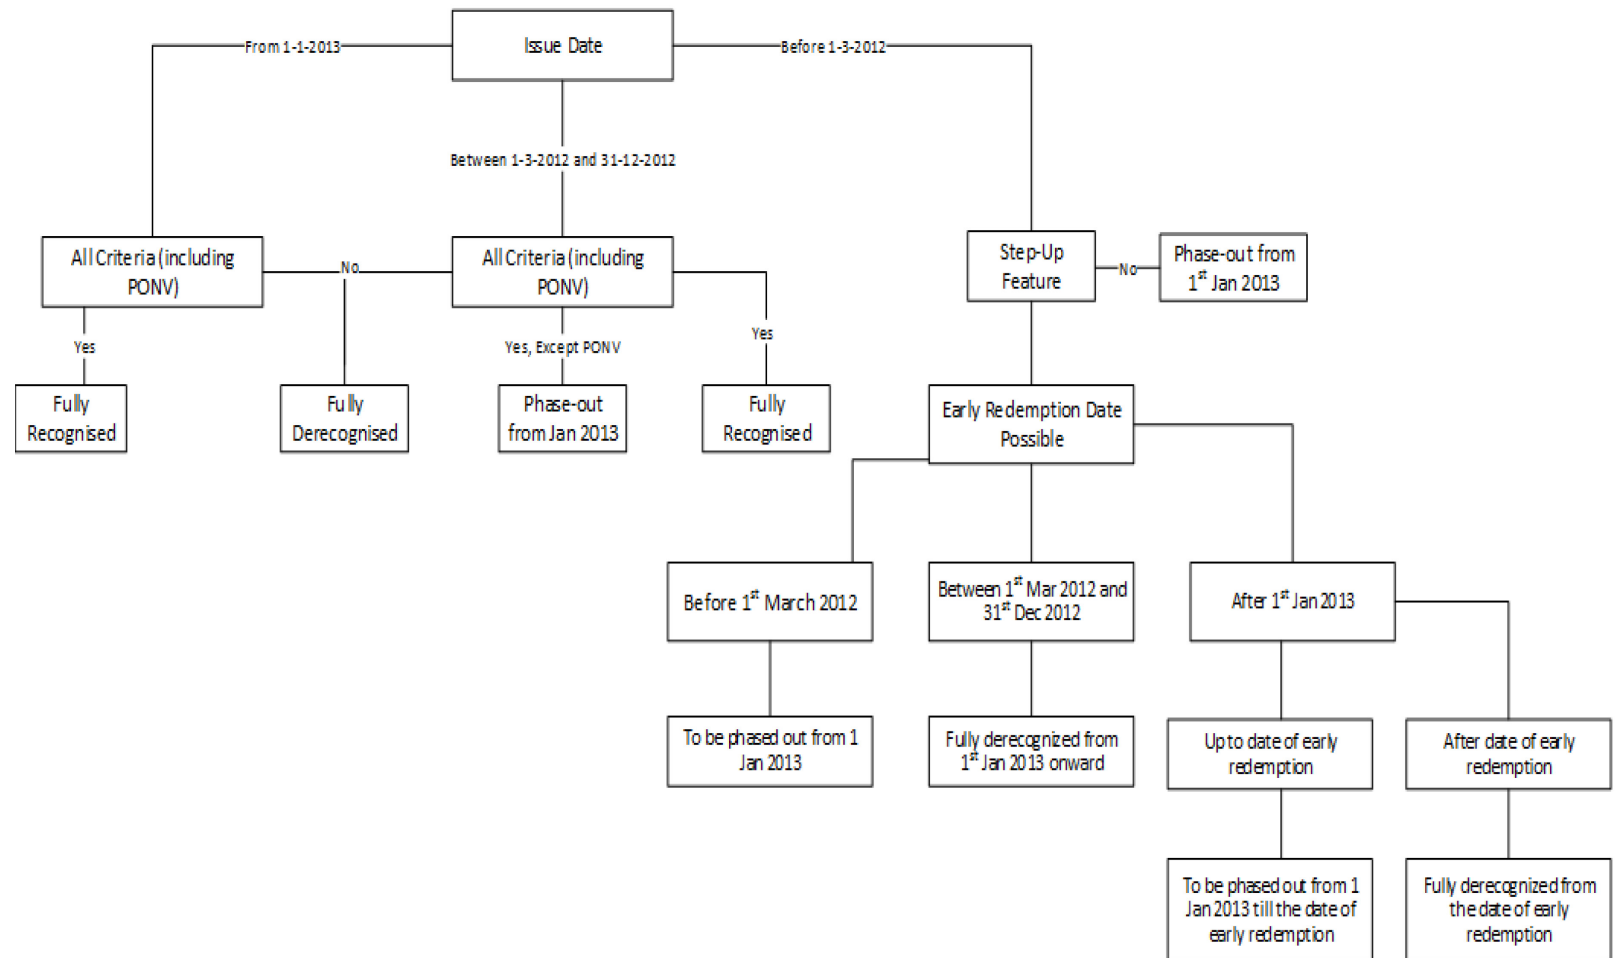 From 1-1-2013
Issue Date
Before 1-3-2012
Between 1-3-2012 and 31-12-2012
All Criteria (including
PONV)
No
All Criteria (including
PONV)
Step-Up
Feature
No
Phase-out from
1st Jan 2013
Yes
Yes, Except PONV
Yes
Fully
Recognised
Fully
Derecognised
Phase-out
from Jan 2013
Fully
Recognised
Early Redemption Date
Possible
Before 1st March 2012
Between 1st Mar 2012 and
31st Dec 2012
After 1st Jan 2013
To be phased out from 1
Jan 2013
Fully derecognized from
1st Jan 2013 onward
Up to date of early
redemption
After date of early
redemption
To be phased out from 1
Jan 2013 till the date of
early redemption
Fully derecognized from
the date of early
redemption